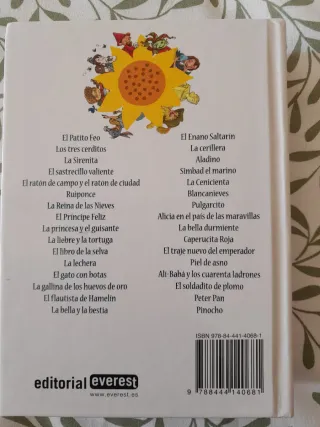 El Patito Feo
Los tres cerditos
La Sirenita
El sastrecillo valiente
El ratón de campo y el ratón de ciudad
Ruiponce
La Reina de las Nieves
El Príncipe Feliz
La princesa y el guisante
La liebre y la tortuga
El libro de la selva
La lechera
El gato con botas
La gallina de los huevos de oro
El flautista de Hamelín
La bella y la bestia
El Enano Saltarín
La cerillera
Aladino
Simbad el marino
La Cenicienta
Blancanieves
Pulgarcito
Alicia en el país de las maravillas
La bella durmiente
Caperucita Roja
El traje nuevo del emperador
Piel de asno
Alí-Babá y los cuarenta ladrones
El soldadito de plomo
Peter Pan
Pinocho
ISBN 978-84-441-4068-1
9 788444 140681
editorial everest
www.everest.es